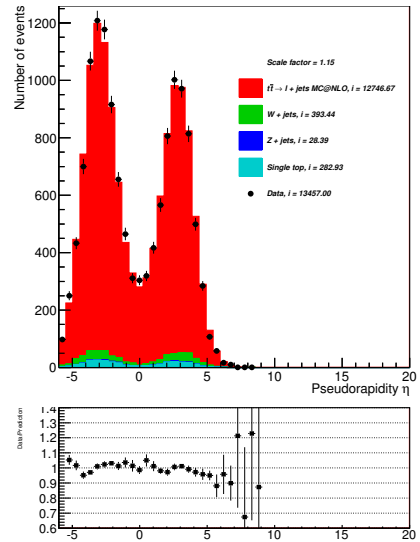 Number of events
1200
1000
800
600
400
200
0
Scale factor = 1.15
tt̄ → l + jets MC@NLO, i = 12746.67
W + jets, i = 393.44
Z + jets, i = 28.39
Single top, i = 282.93
Data, i = 13457.00
-5 0 5 10 15 20
Pseudorapidity η
Data/Prediction
1.4
1.3
1.2
1.1
1
0.9
0.8
0.7
0.6
-5 0 5 10 15 20